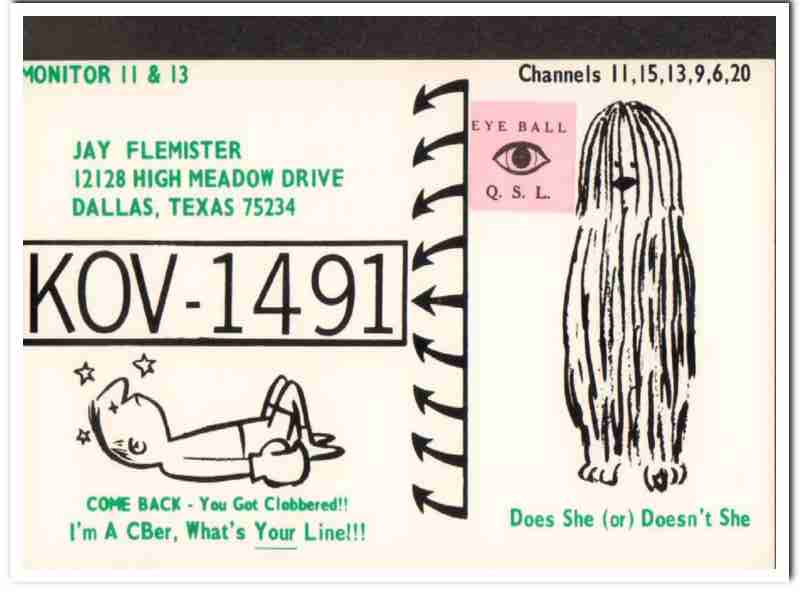 MONITOR 11 & 13
Channels 11,15,13,9,6,20
JAY FLEMISTER
12128 HIGH MEADOW DRIVE
DALLAS, TEXAS 75234
EYE BALL
Q. S. L.
KOV-1491
COME BACK - You Got Clobbered!!
I'm A CBer, What's Your Line!!!
Does She (or) Doesn't She